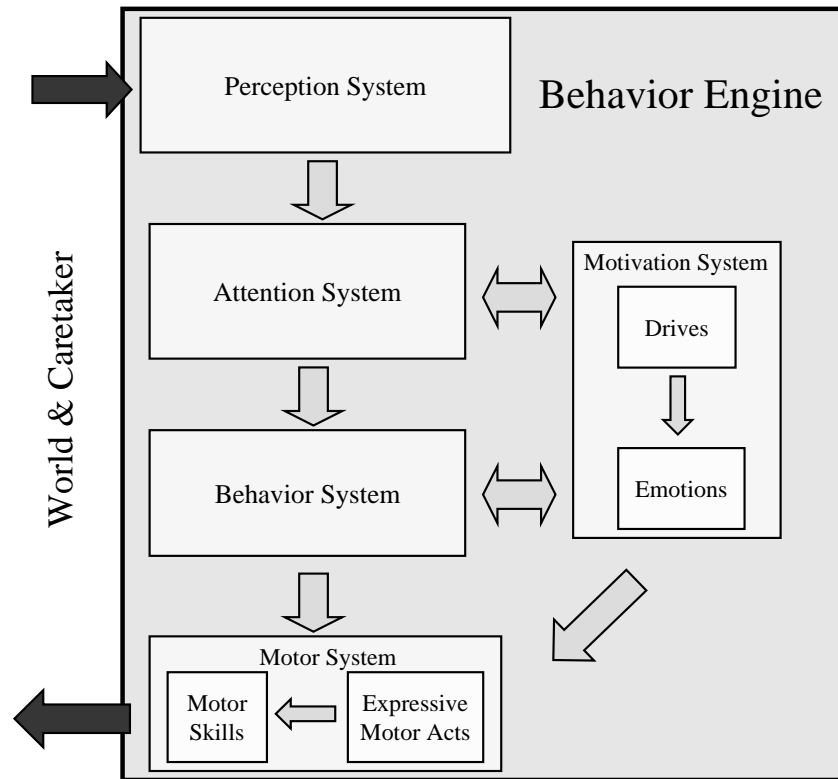 Perception System
Behavior Engine
World & Caretaker
Attention System
Motivation System
Drives
Behavior System
Emotions
Motor System
Motor
Skills
Expressive
Motor Acts